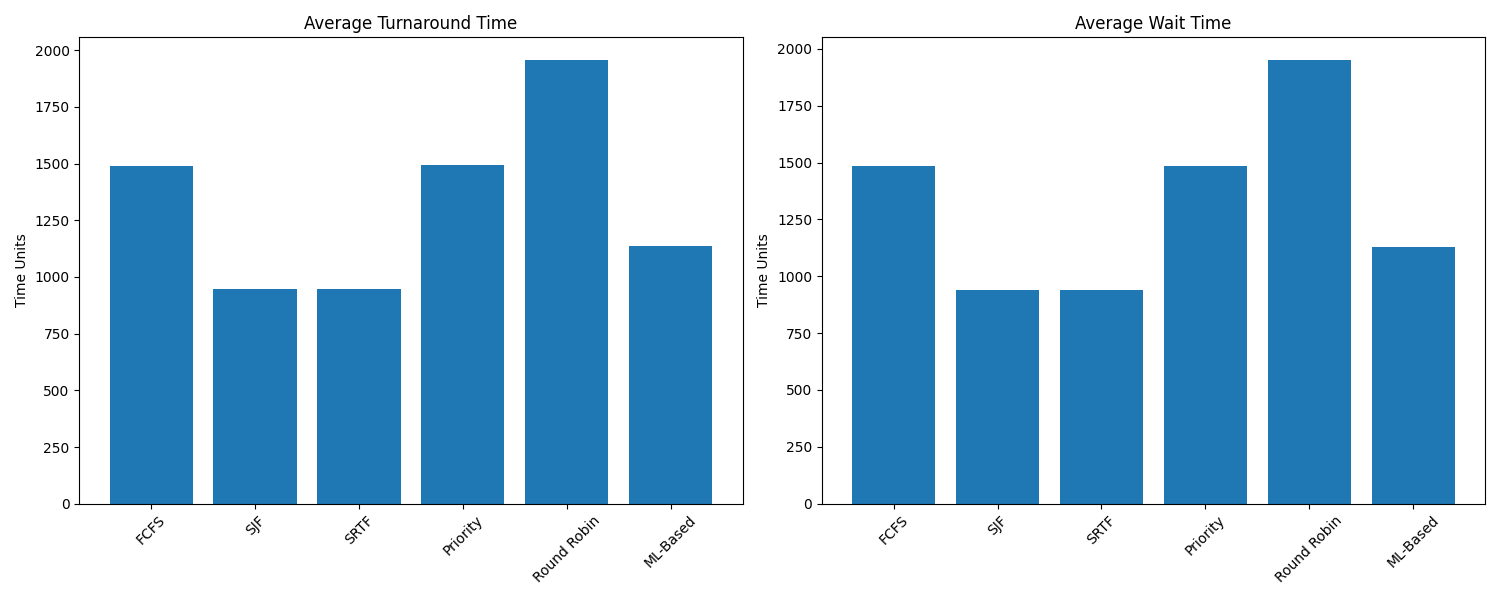 Average Turnaround Time
Time Units
2000
1750
1500
1250
1000
750
500
250
0
FCFS
SJF
SRTF
Priority
Round Robin
ML-Based
Average Wait Time
Time Units
2000
1750
1500
1250
1000
750
500
250
0
FCFS
SJF
SRTF
Priority
Round Robin
ML-Based